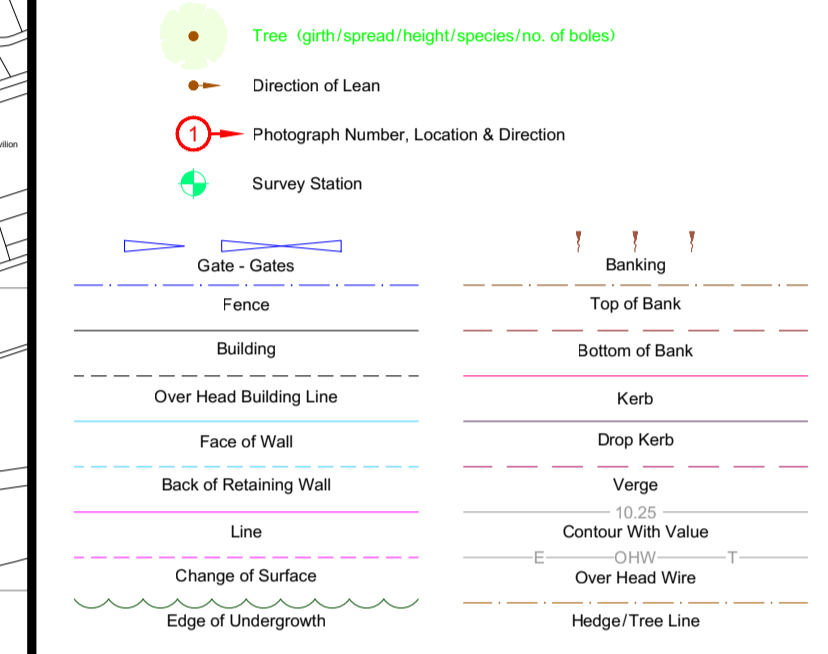 Tree (girth/spread/height/species/no. of boles)
Direction of Lean
1 Photograph Number, Location & Direction
Survey Station
Gate - Gates
Fence
Building
Over Head Building Line
Face of Wall
Back of Retaining Wall
Line
Change of Surface
Edge of Undergrowth
Banking
Top of Bank
Bottom of Bank
Kerb
Drop Kerb
Verge
10.25
Contour With Value
E OHW T
Over Head Wire
Hedge/Tree Line